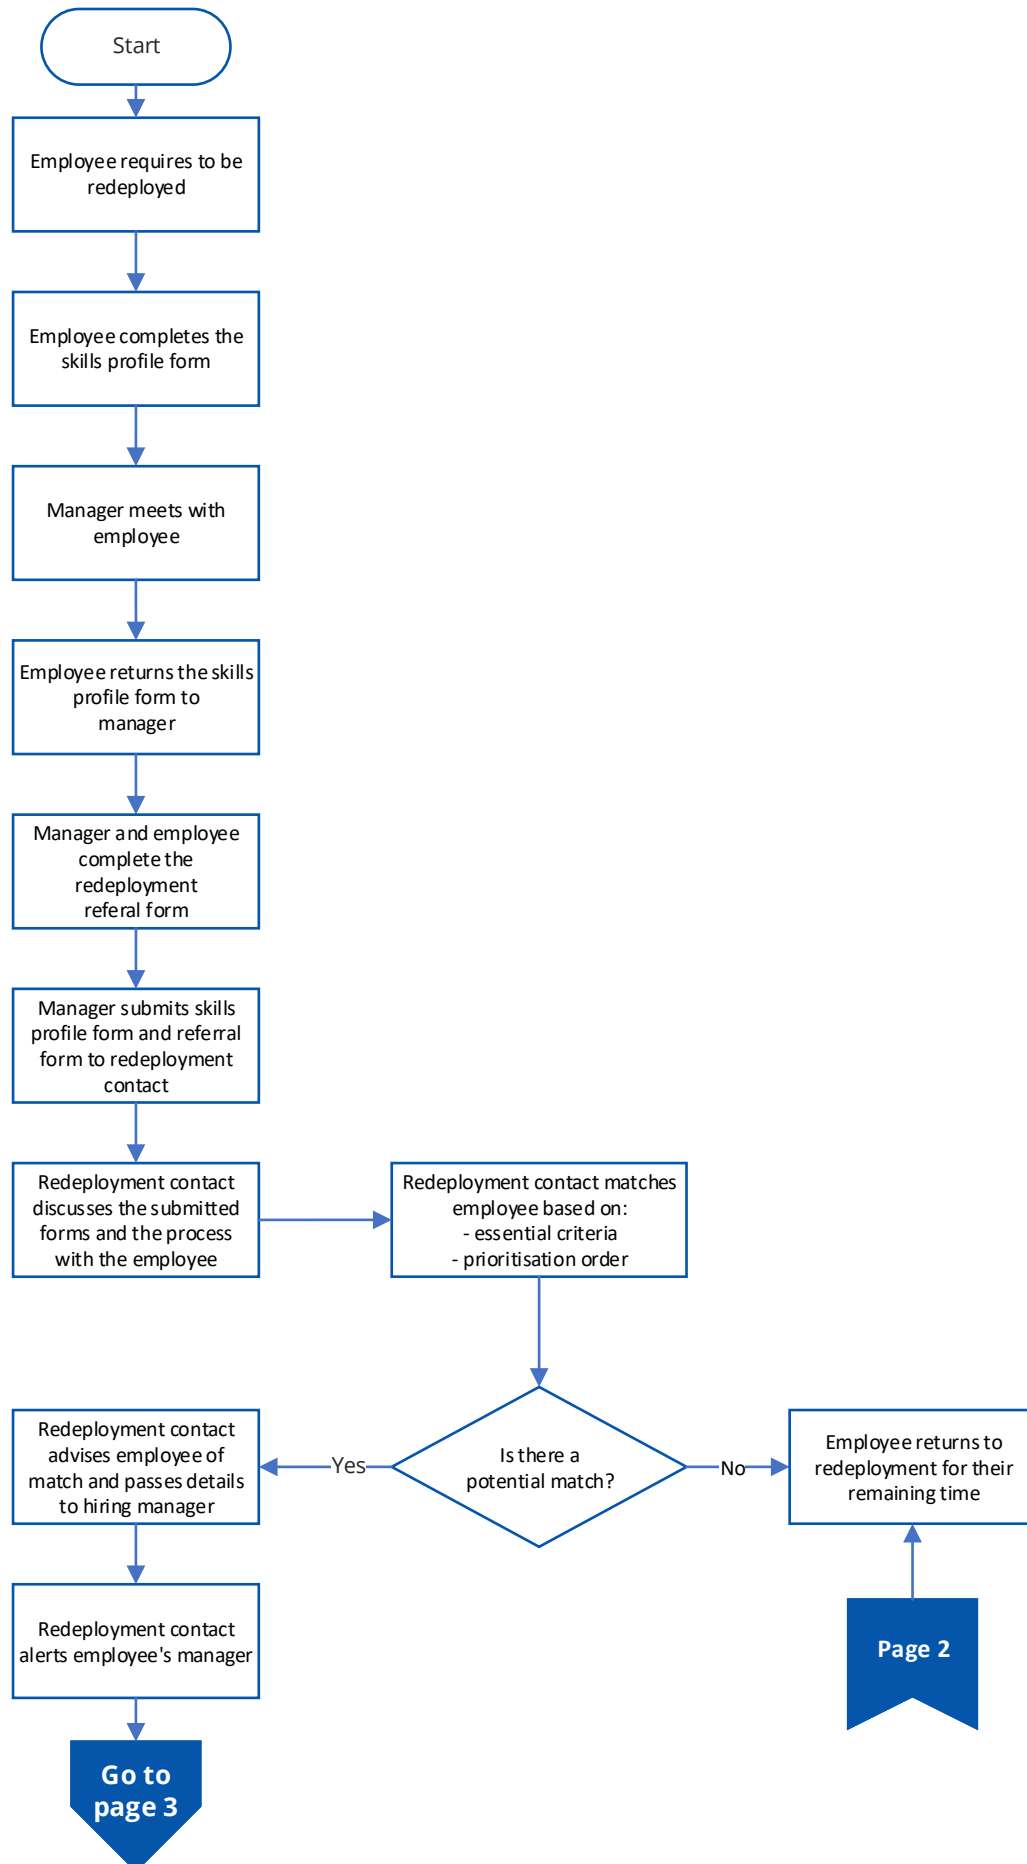 Start
Employee requires to be
redeployed
Employee completes the
skills profile form
Manager meets with
employee
Employee returns the skills
profile form to
manager
Manager and employee
complete the
redeployment
referal form
Manager submits skills
profile form and referral
form to redeployment
contact
Redeployment contact
discusses the submitted
forms and the process
with the employee
Redeployment contact matches
employee based on:
- essential criteria
- prioritisation order
Is there a
potential match?
Yes
No
Redeployment contact
advises employee of
match and passes details
to hiring manager
Employee returns to
redeployment for their
remaining time
Redeployment contact
alerts employee's manager
Page 2
Go to
page 3